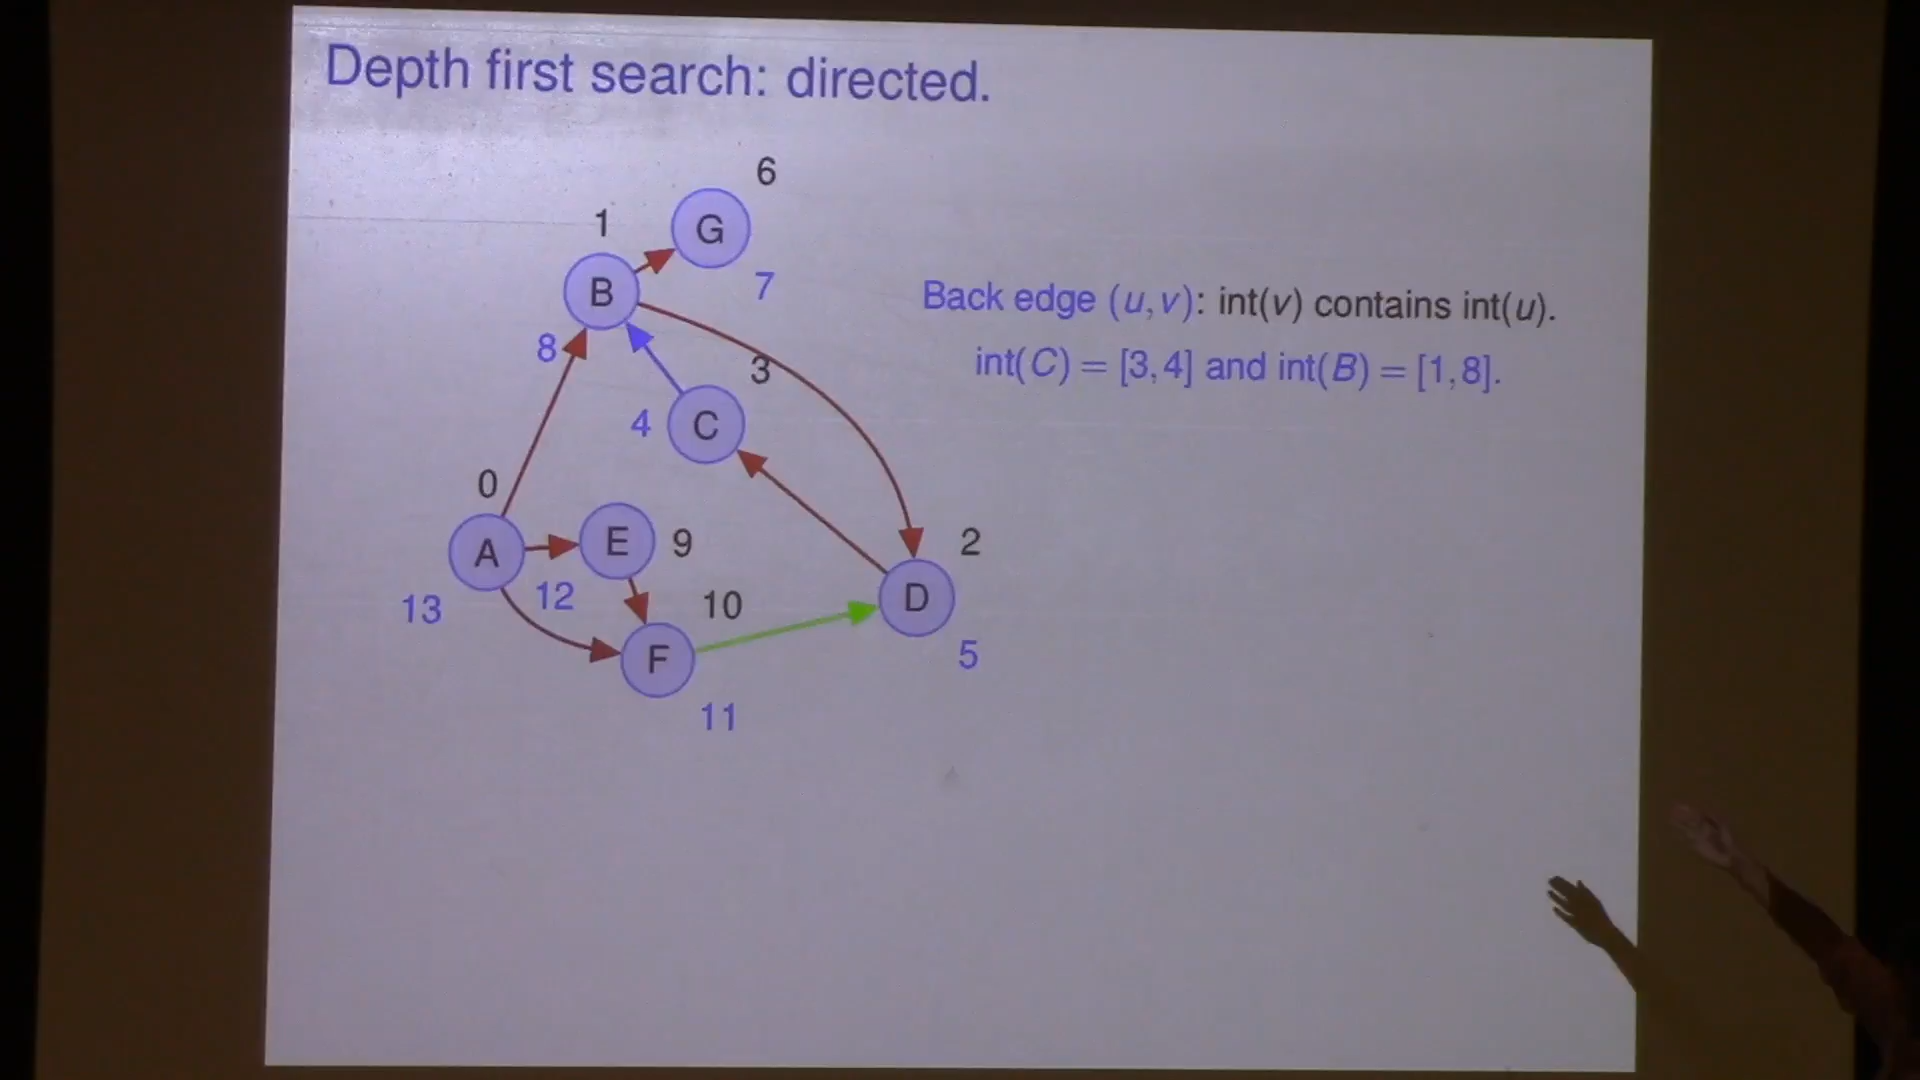 Depth first search: directed.
6
1
G
B
7
8
3
4
C
0
A
E
9
2
12
10
D
13
F
5
11
Back edge (u, v): int(v) contains int(u).
int(C) = [3, 4] and int(B) = [1, 8].